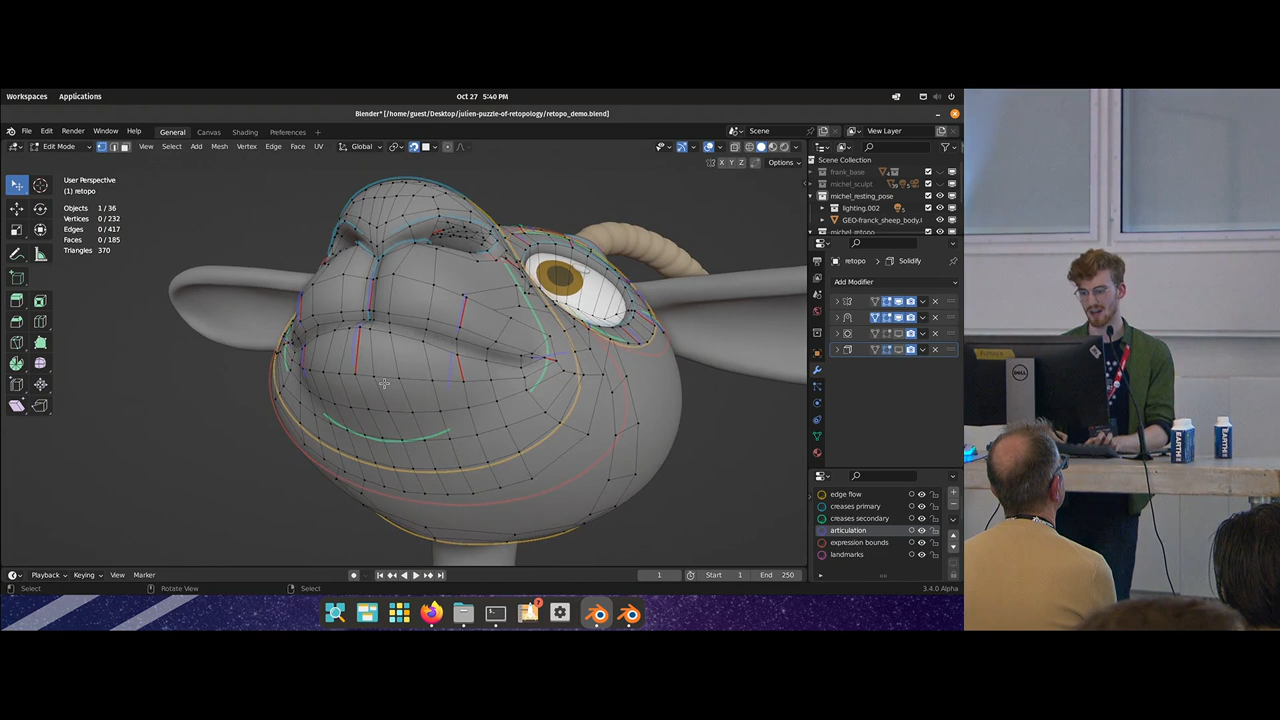 Workspaces Applications Oct 27 5:40 PM
Blender* [/home/guest/Desktop/julien-puzzle-of-retopology/retopo_demo.blend]
File Edit Render Window Help General Canvas Shading Preferences + Scene View Layer
Edit Mode View Select Add Mesh Vertex Edge Face UV Global
X Y Z Options
User Perspective
(1) retopo
Objects 1/36
Vertices 0/232
Edges 0/417
Faces 0/185
Triangles 370
Scene Collection
frank_base
michel_sculpt
michel_resting_pose
lighting.002
GEO-franck_sheep_body.
michel_retopo
retopo > Solidify
Add Modifier
edge flow
creases primary
creases secondary
articulation
expression bounds
landmarks
Playback Keying View Marker 1 Start 1 End 250
Select Rotate View Select 3.4.0 Alpha
DELL
EARTH
EARTH